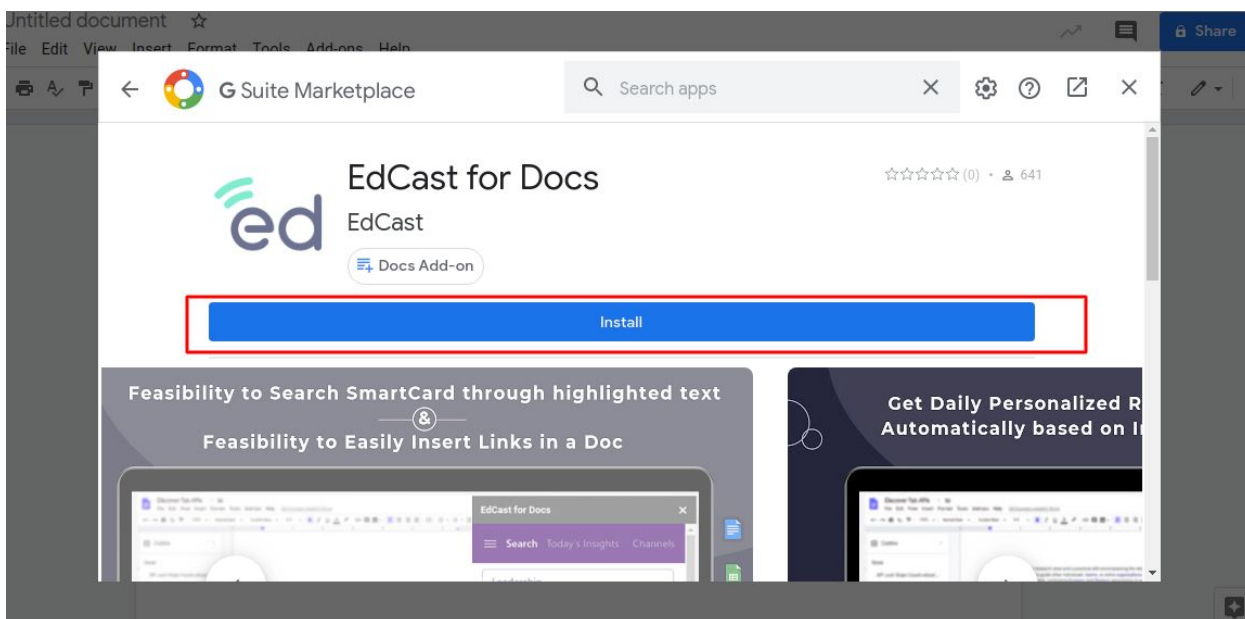 Untitled document
File Edit View Insert Format Tools Add-ons Help
Share
G Suite Marketplace
Search apps
EdCast for Docs
(0) • 641
ed
EdCast
Docs Add-on
Install
Feasibility to Search SmartCard through highlighted text
&
Feasibility to Easily Insert Links in a Doc
Get Daily Personalized R
Automatically based on I
EdCast for Docs
Search Today's Insights Channels
Leadership